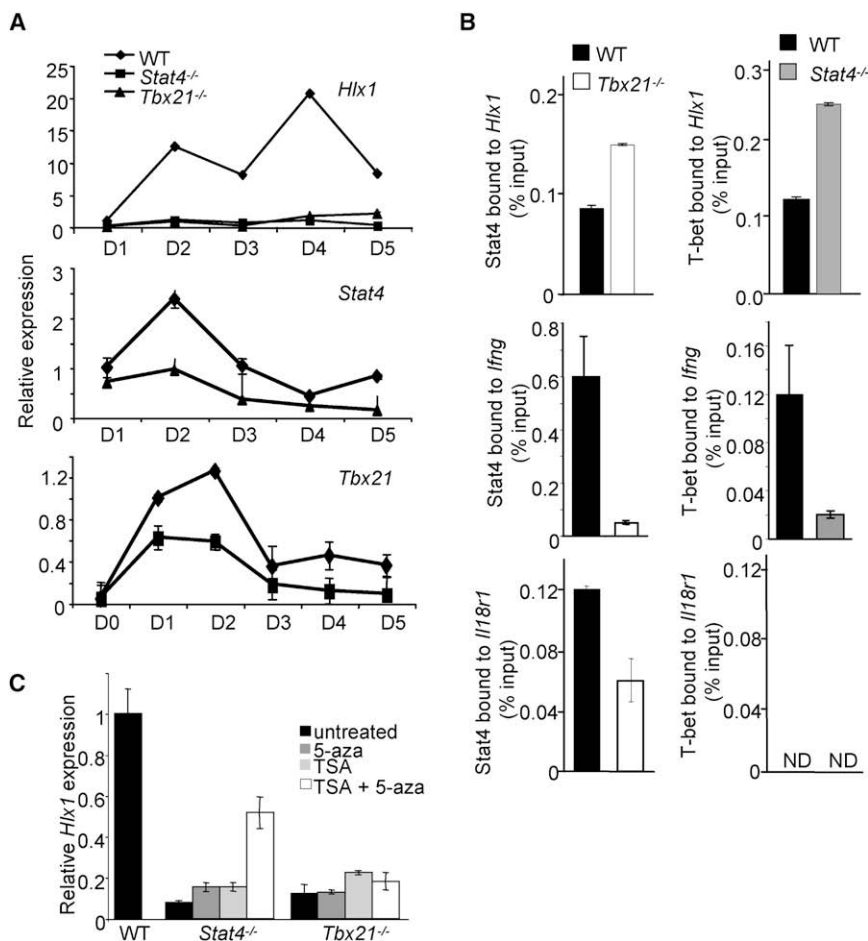 A
WT
Stat4-/-
Tbx21-/-
Hlx1
25
20
15
10
5
0
D1 D2 D3 D4 D5
Relative expression
Stat4
3
2
1
0
D1 D2 D3 D4 D5
Tbx21
1.2
0.8
0.4
0
D0 D1 D2 D3 D4 D5
B
WT
Tbx21-/-
Stat4 bound to Hlx1
(% input)
0.2
0.1
0
WT
Stat4-/-
T-bet bound to Hlx1
(% input)
0.3
0.2
0.1
0.0
Stat4 bound to Ifng
(% input)
0.8
0.6
0.4
0.2
0
T-bet bound to Ifng
(% input)
0.16
0.12
0.08
0.04
0
Stat4 bound to Il18r1
(% input)
0.12
0.08
0.04
0
T-bet bound to Il18r1
(% input)
0.12
0.08
0.04
0
ND ND
C
Relative Hlx1 expression
1
0.8
0.6
0.4
0.2
0
untreated
5-aza
TSA
TSA + 5-aza
WT Stat4-/- Tbx21-/-